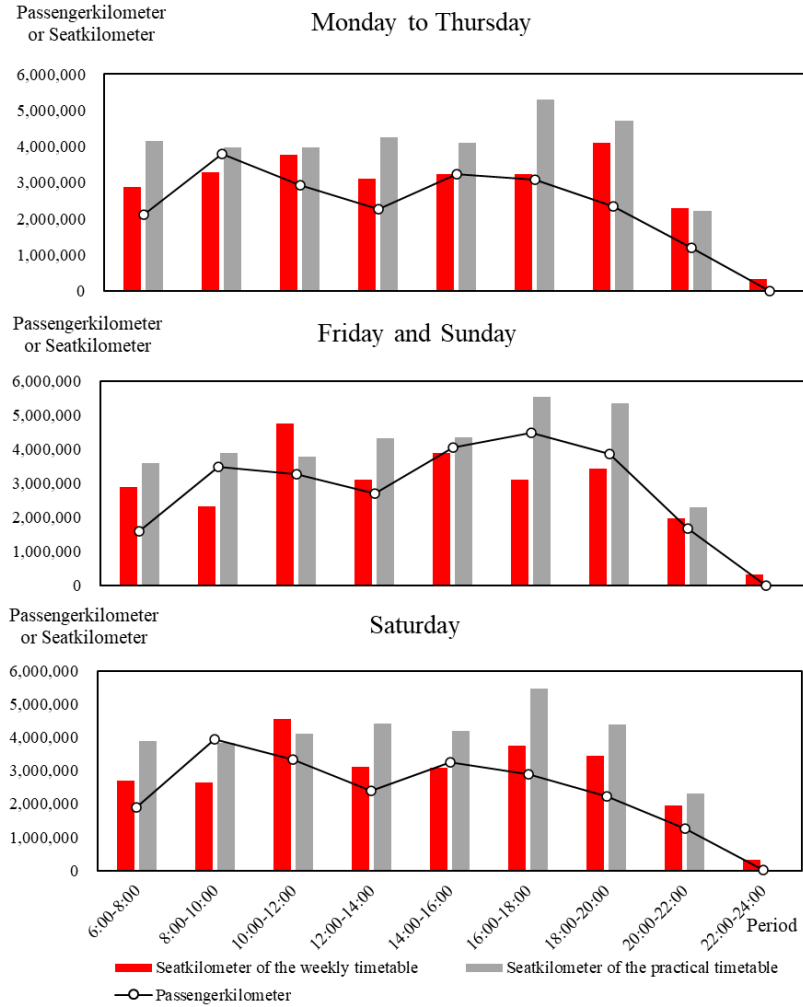 Passengerkilometer
or Seatkilometer
Monday to Thursday
6,000,000
5,000,000
4,000,000
3,000,000
2,000,000
1,000,000
0
Passengerkilometer
or Seatkilometer
Friday and Sunday
6,000,000
5,000,000
4,000,000
3,000,000
2,000,000
1,000,000
0
Passengerkilometer
or Seatkilometer
Saturday
6,000,000
5,000,000
4,000,000
3,000,000
2,000,000
1,000,000
0
6:00-8:00
8:00-10:00
10:00-12:00
12:00-14:00
14:00-16:00
16:00-18:00
18:00-20:00
20:00-22:00
22:00-24:00
Period
Seatkilometer of the weekly timetable
Seatkilometer of the practical timetable
Passengerkilometer